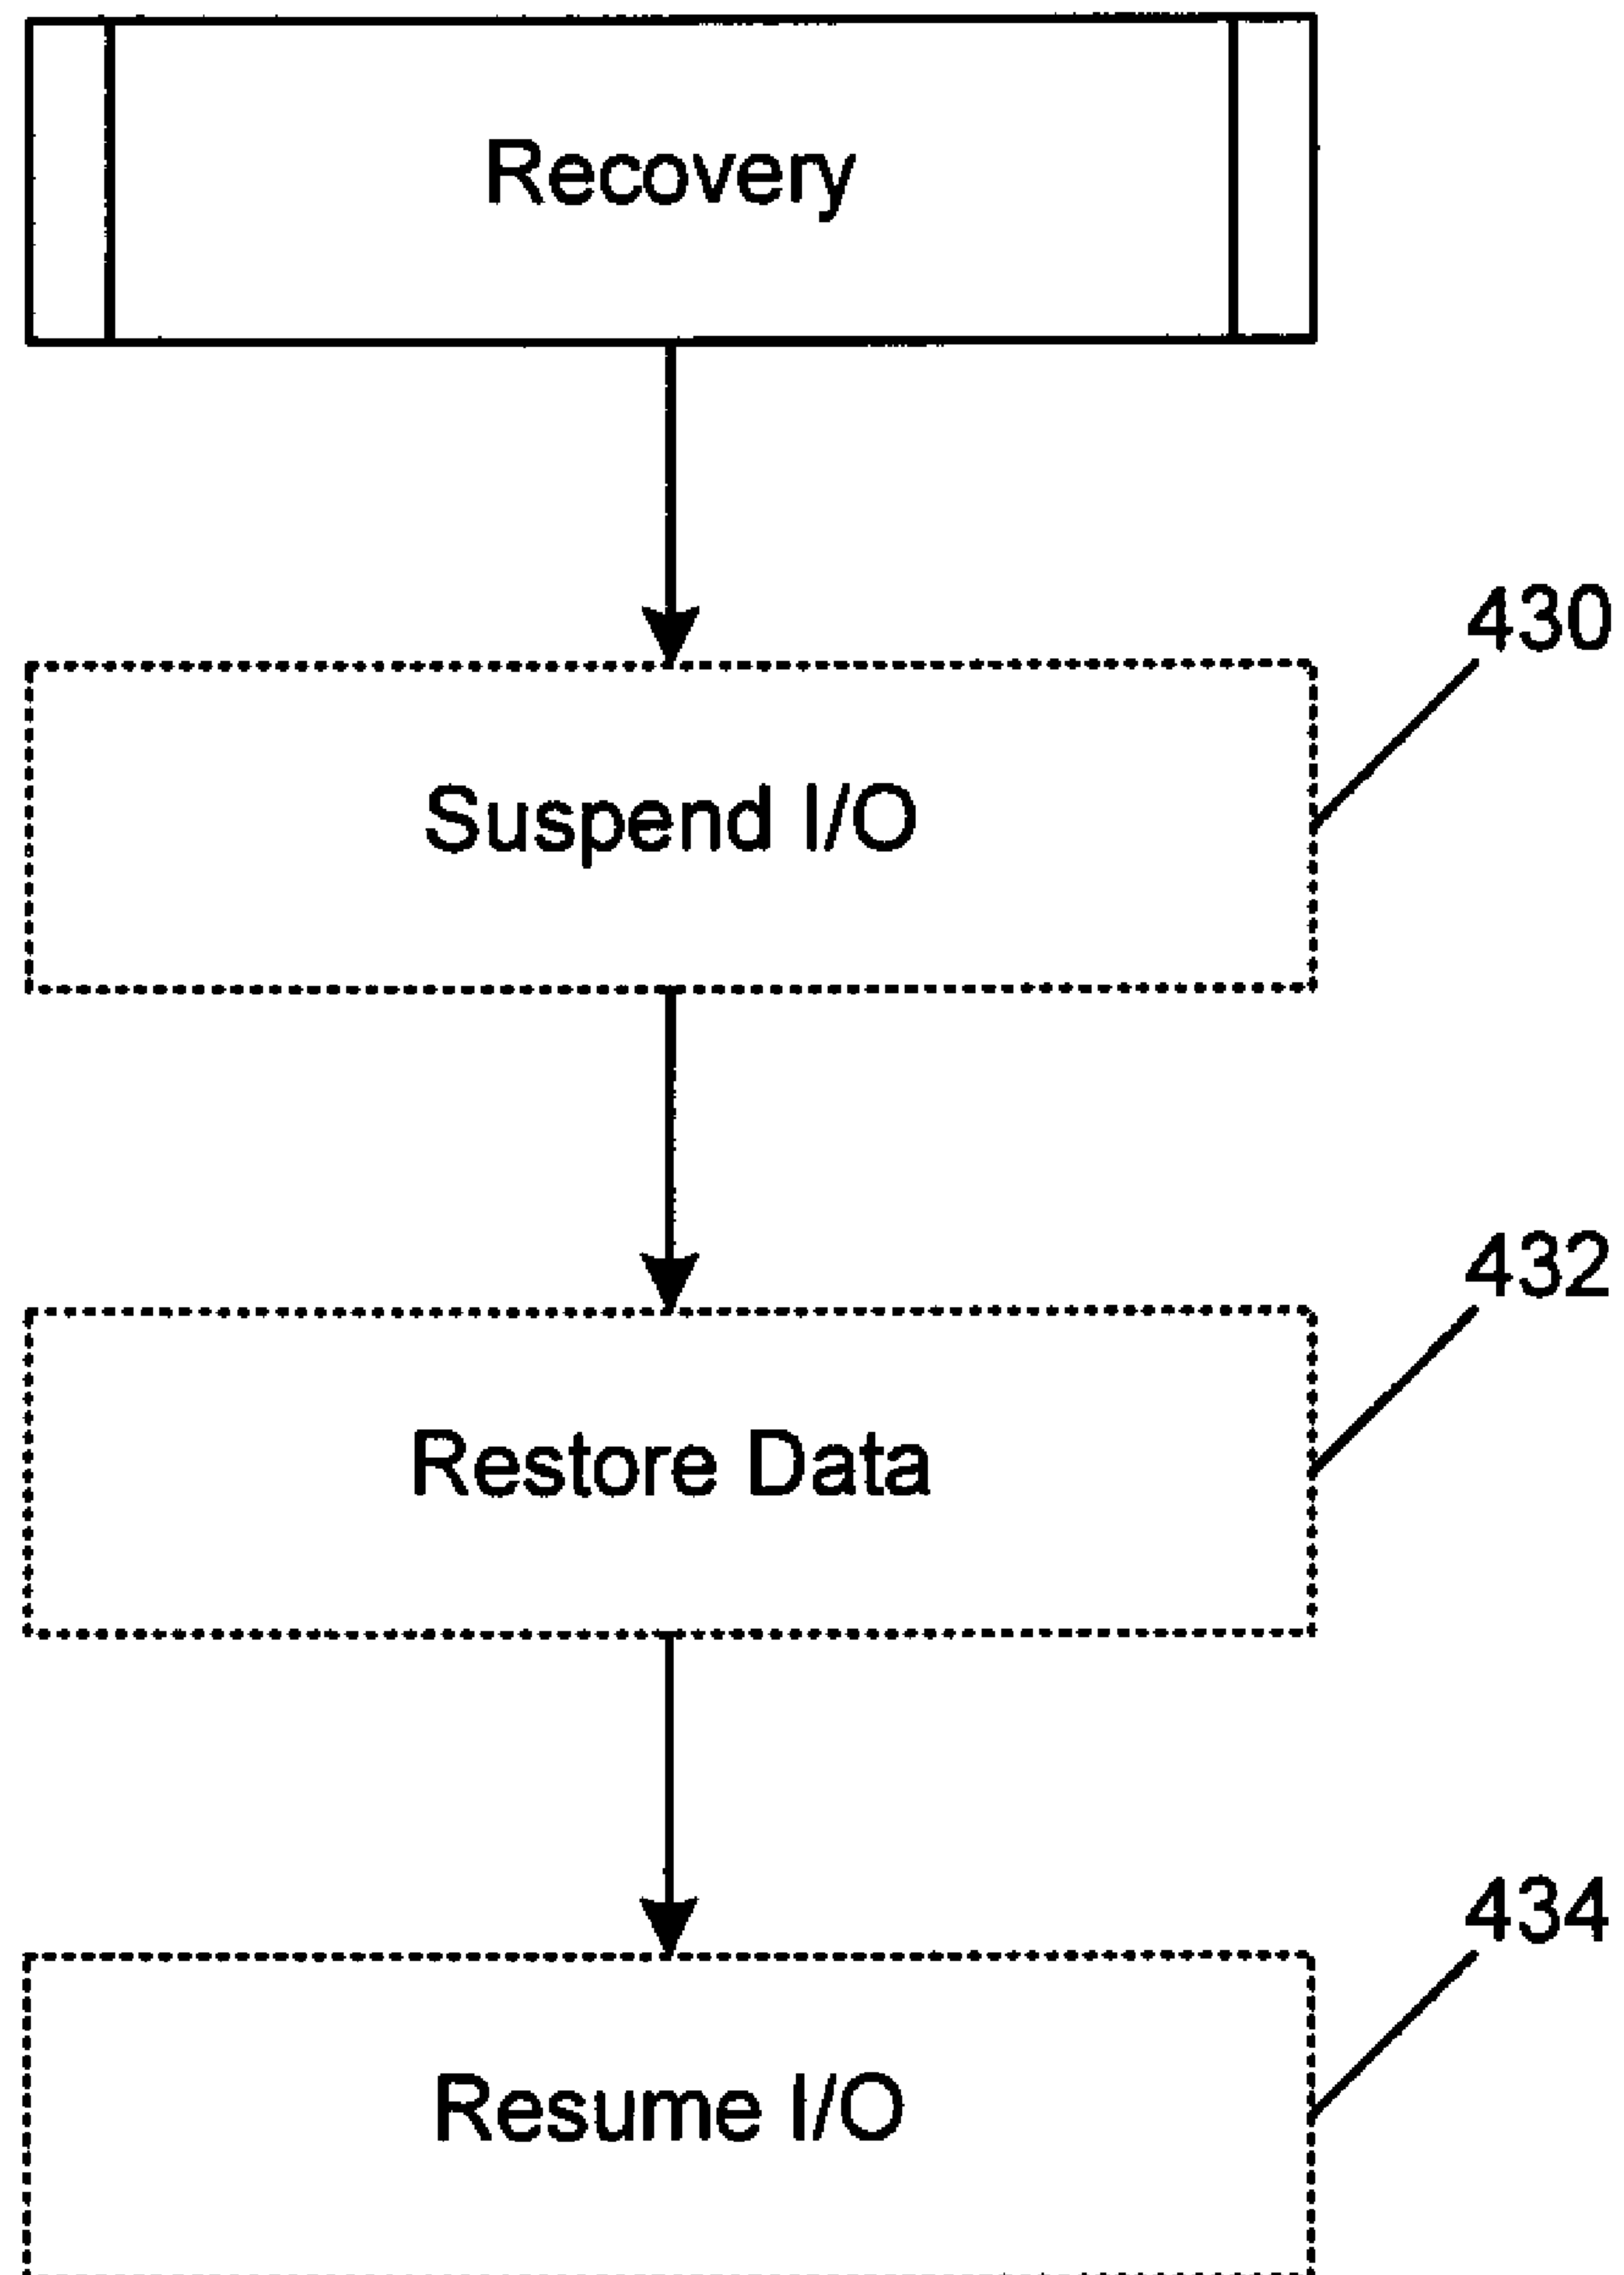 Recovery
430
Suspend I/O
432
Restore Data
434
Resume I/O